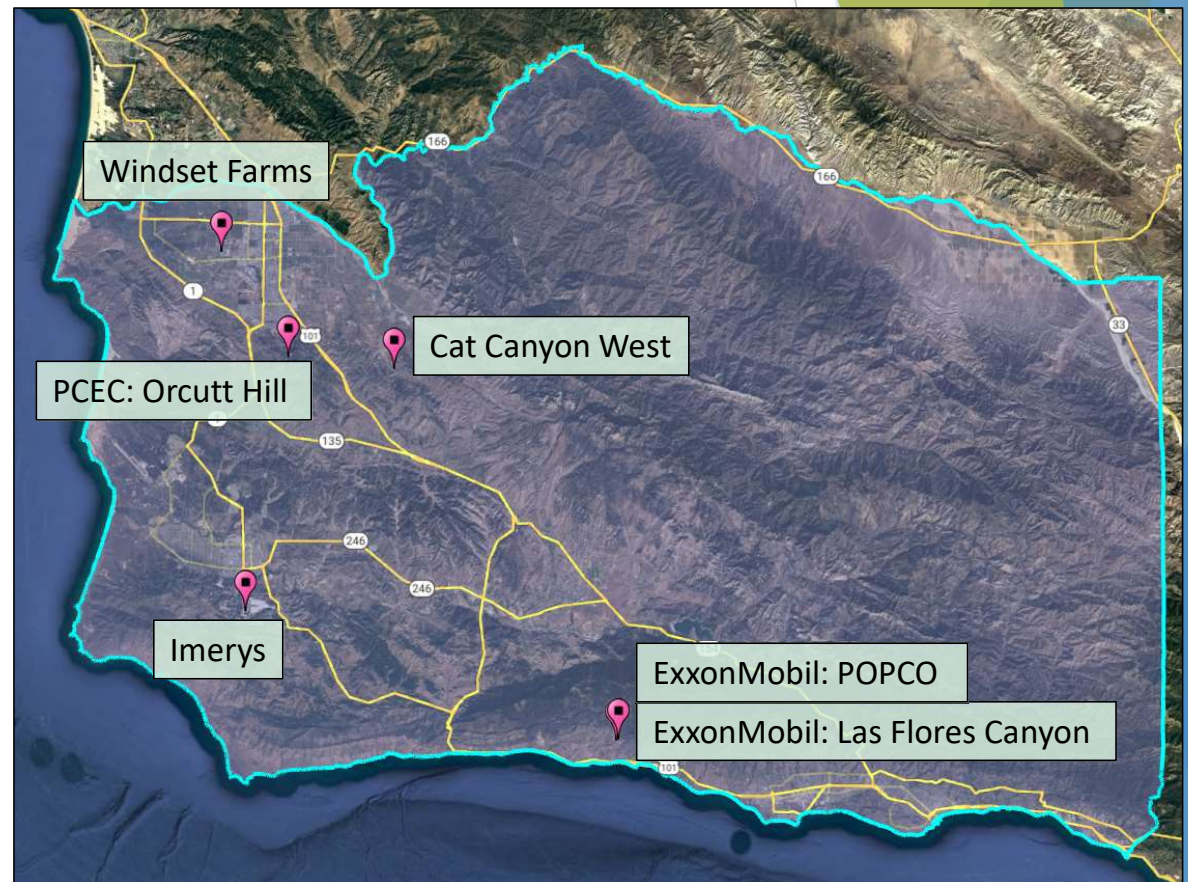 166
Windset Farms
166
1
33
101
Cat Canyon West
PCEC: Orcutt Hill
135
246
246
Imerys
ExxonMobil: POPCO
ExxonMobil: Las Flores Canyon
101